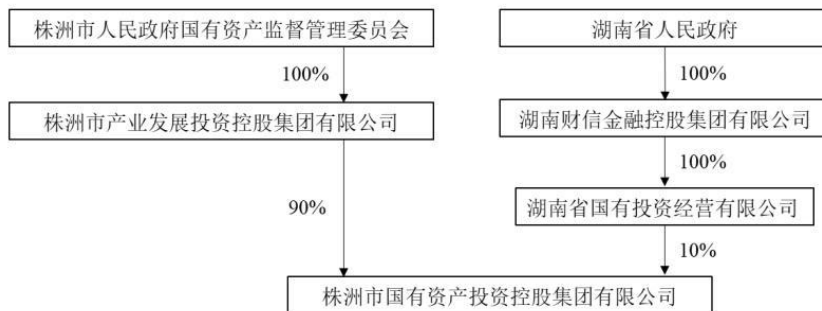 株洲市人民政府国有资产监督管理委员会
湖南省人民政府
100%
100%
株洲市产业发展投资控股集团有限公司
湖南财信金融控股集团有限公司
100%
90%
湖南省国有投资经营有限公司
10%
株洲市国有资产投资控股集团有限公司